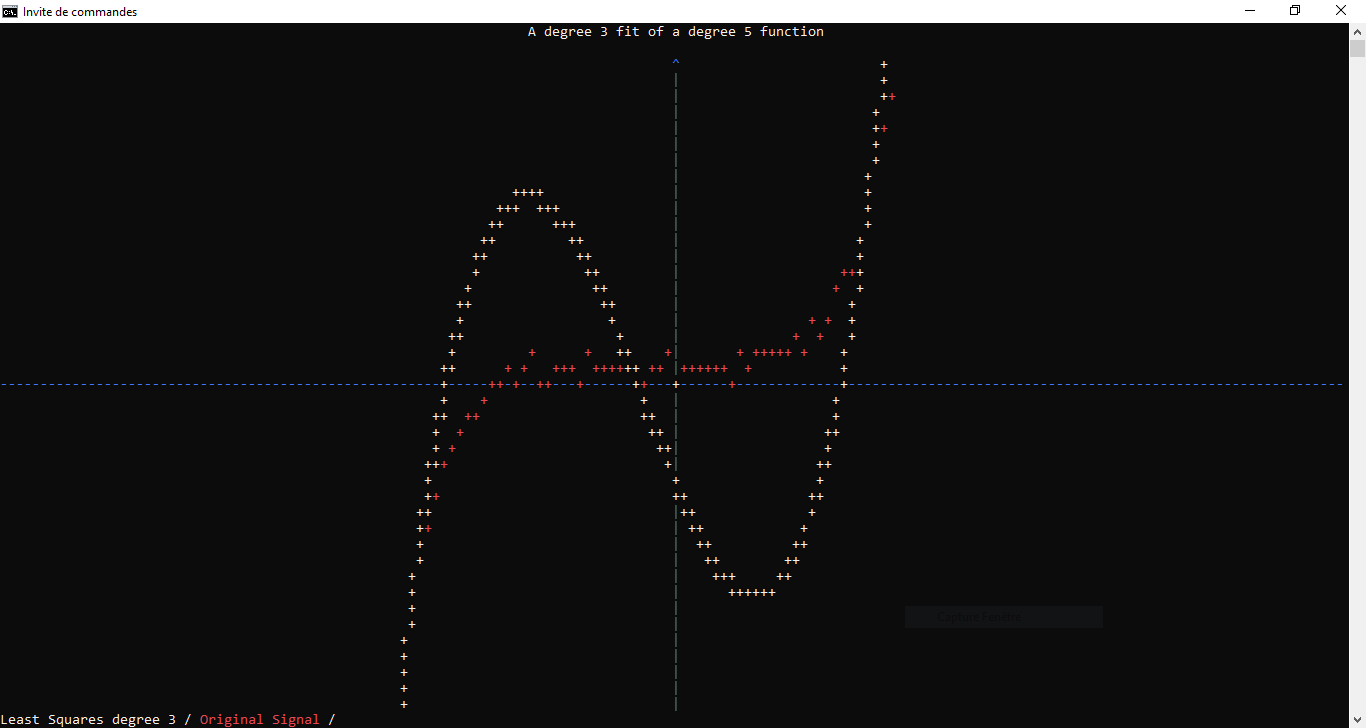 Invite de commandes
A degree 3 fit of a degree 5 function
Least Squares degree 3 / Original Signal /